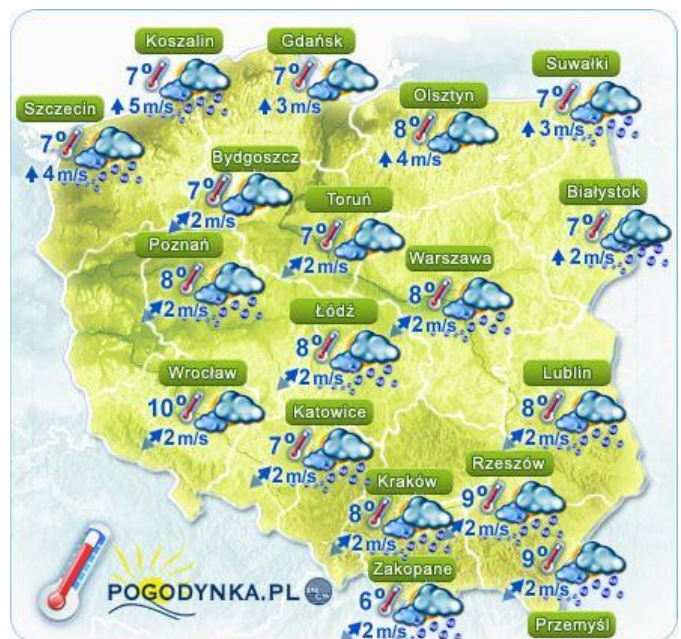 Koszalin
7°
5 m/s
Gdańsk
7°
3 m/s
Suwałki
7°
3 m/s
Szczecin
7°
4 m/s
Olsztyn
8°
4 m/s
Bydgoszcz
7°
2 m/s
Toruń
7°
2 m/s
Białystok
7°
2 m/s
Poznań
8°
2 m/s
Warszawa
8°
2 m/s
Łódź
8°
2 m/s
Wrocław
10°
2 m/s
Katowice
7°
2 m/s
Lublin
8°
2 m/s
Kraków
8°
2 m/s
Rzeszów
9°
2 m/s
Zakopane
6°
2 m/s
9°
2 m/s
Przemyśl
POGODYNKA.PL